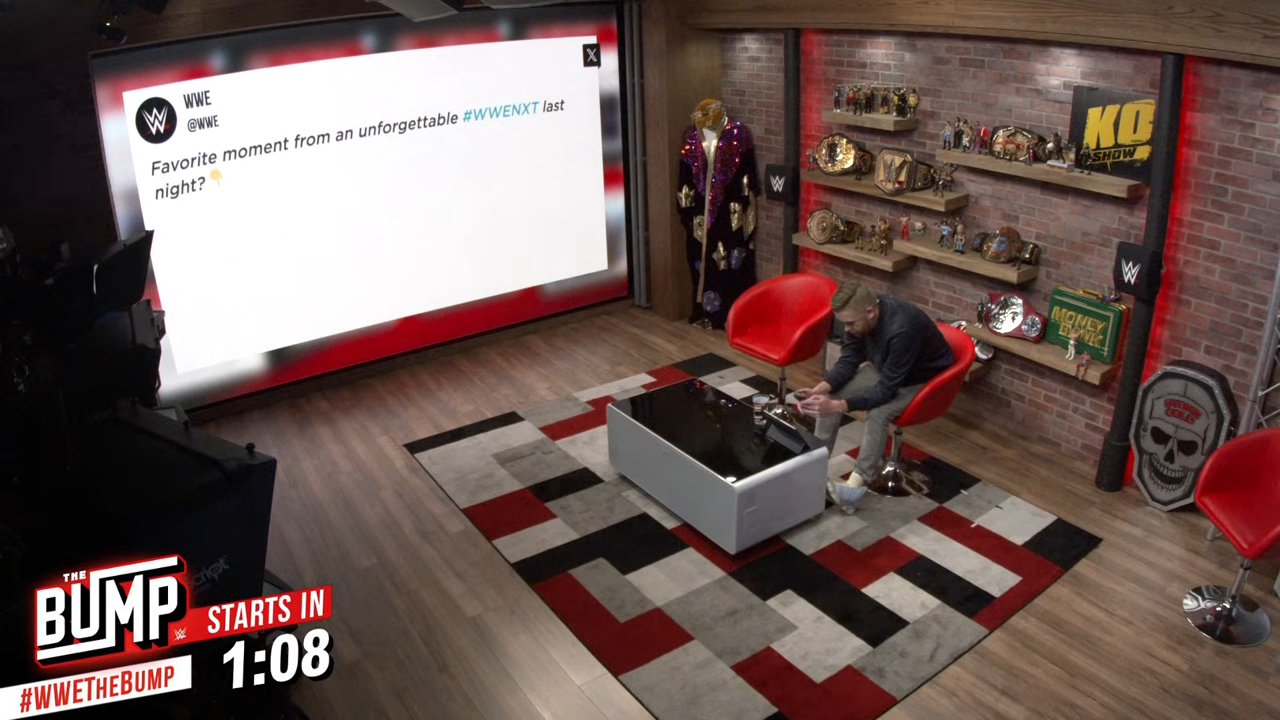 WWE
@WWE
Favorite moment from an unforgettable #WWENXT last
night? 👇
KO
SHOW
W
W
MONEY
BANK
THE
BUMP
STARTS IN
1:08
#WWETHEBUMP